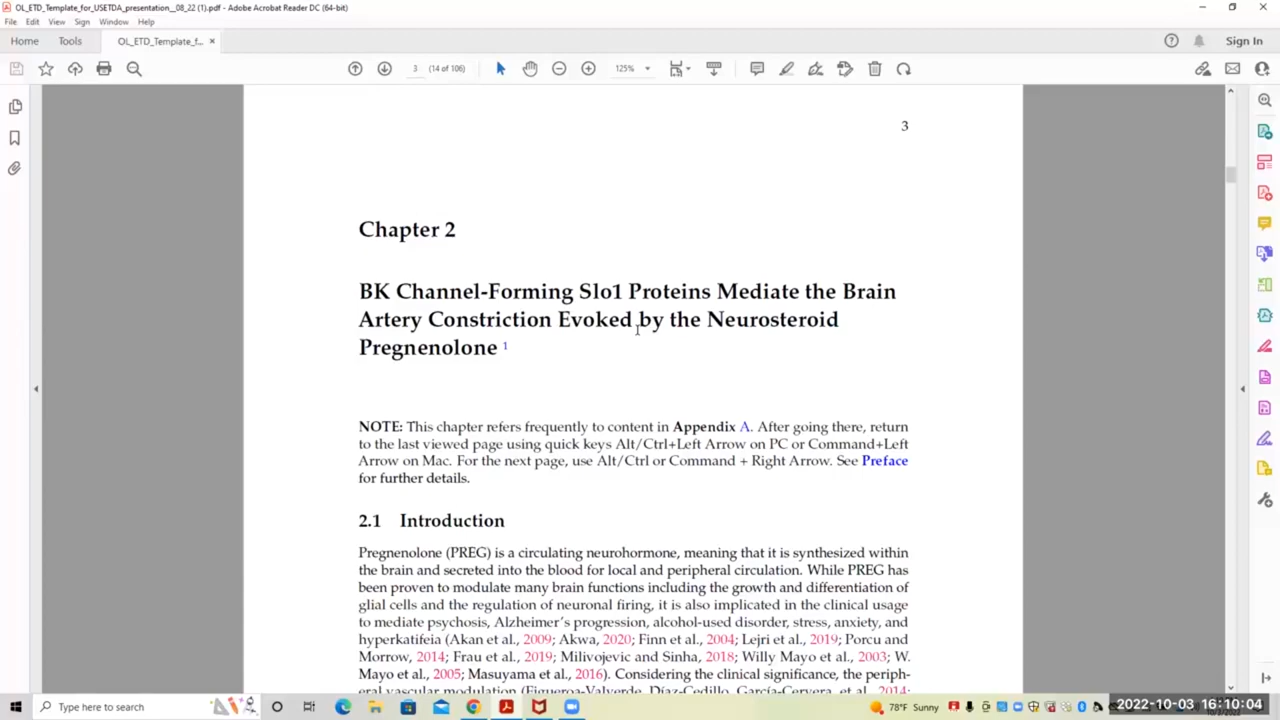 OL_ETD_Template_for_USETDA_presentation__08_22 (1).pdf - Adobe Acrobat Reader DC (64-bit)
File Edit View Sign Window Help
Home Tools OL_ETD_Template_f... × Sign In
3 (14 of 106) 125%
3
Chapter 2
BK Channel-Forming Slo1 Proteins Mediate the Brain
Artery Constriction Evoked by the Neurosteroid
Pregnenolone 1
NOTE: This chapter refers frequently to content in Appendix A. After going there, return
to the last viewed page using quick keys Alt/Ctrl+Left Arrow on PC or Command+Left
Arrow on Mac. For the next page, use Alt/Ctrl or Command + Right Arrow. See Preface
for further details.
2.1 Introduction
Pregnenolone (PREG) is a circulating neurohormone, meaning that it is synthesized within
the brain and secreted into the blood for local and peripheral circulation. While PREG has
been proven to modulate many brain functions including the growth and differentiation of
glial cells and the regulation of neuronal firing, it is also implicated in the clinical usage
to mediate psychosis, Alzheimer's progression, alcohol-used disorder, stress, anxiety, and
hyperkatifeia (Akan et al., 2009; Akwa, 2020; Finn et al., 2004; Lejri et al., 2019; Porcu and
Morrow, 2014; Frau et al., 2019; Milivojevic and Sinha, 2018; Willy Mayo et al., 2003; W.
Mayo et al., 2005; Masuyama et al., 2016). Considering the clinical significance, the periph-
eral vascular modulation (Figueroa-Valverde, Díaz-Cedillo, García-Cervera, et al., 2014;
Type here to search 78°F Sunny 2022-10-03 16:10:04